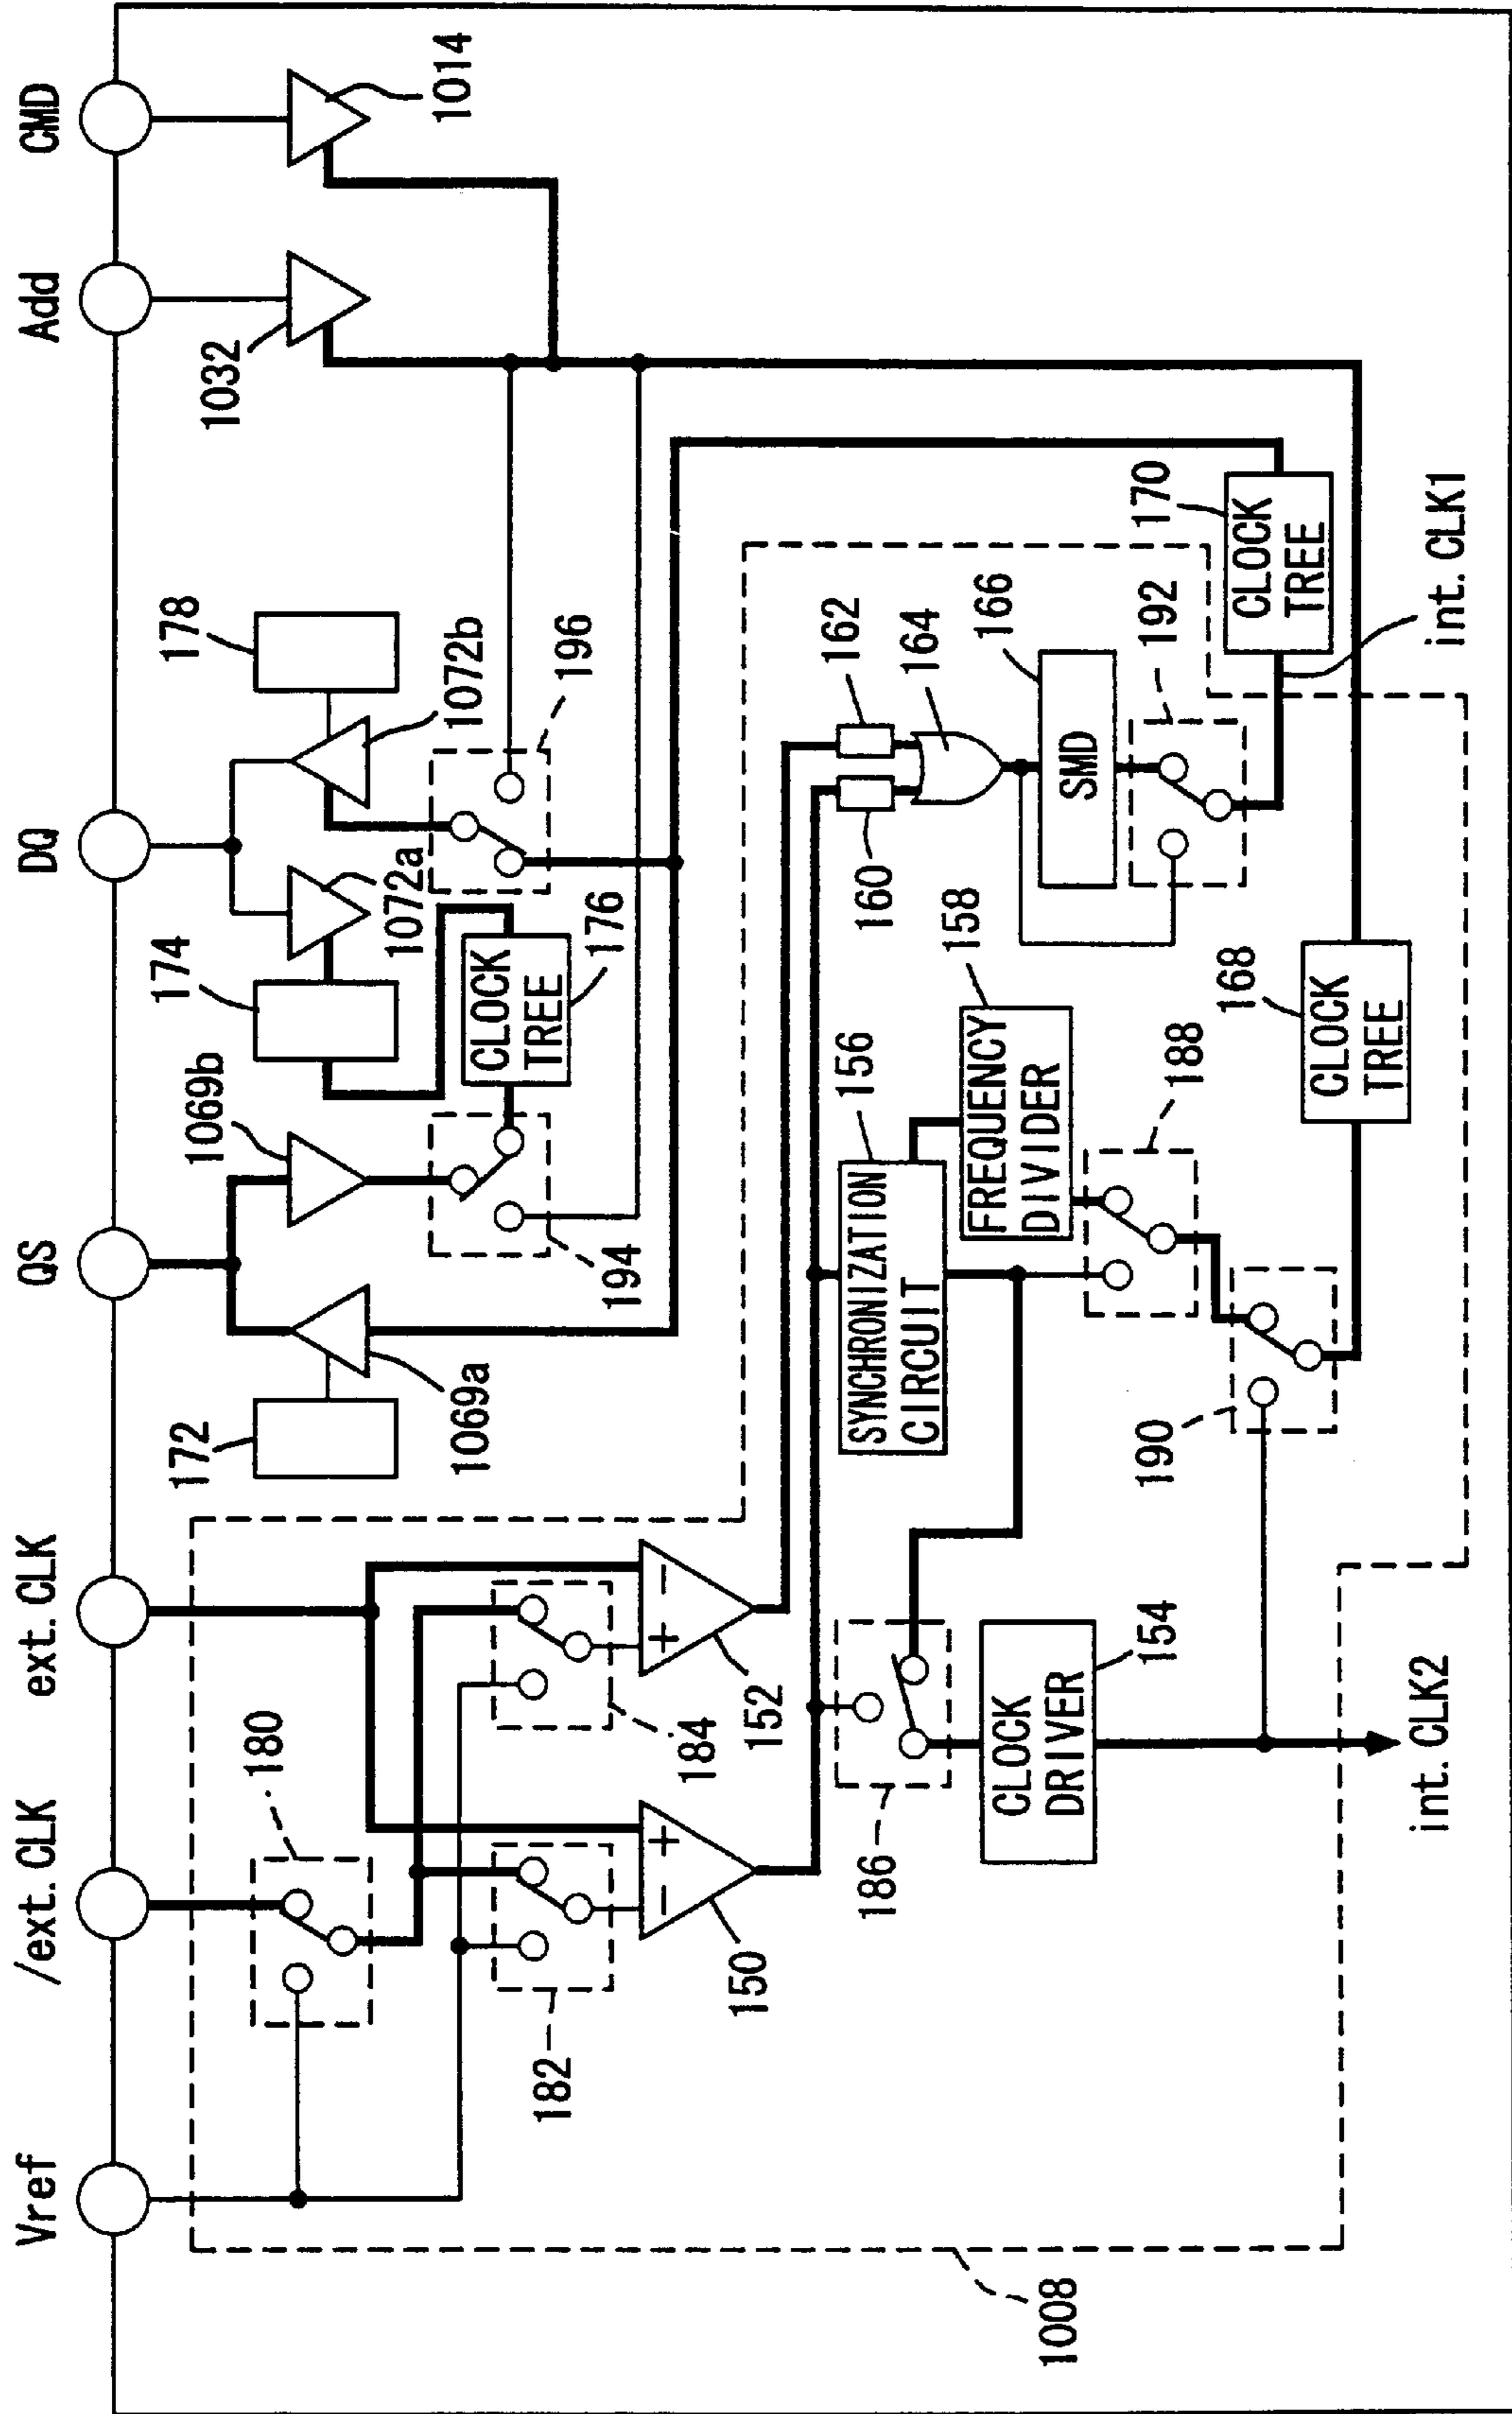 Vref
/ext.CLK
ext.CLK
QS
DQ
Add
CMD
180
182
184
150
152
172
1069a
1069b
194
174
1072a
CLOCK
TREE
176
178
1072b
196
1032
1014
186
CLOCK
DRIVER
154
SYNCHRONIZATION
CIRCUIT
156
FREQUENCY
DIVIDER
158
188
190
160
162
164
SMD
166
192
CLOCK
TREE
168
CLOCK
TREE
170
int.CLK1
int.CLK2
1008